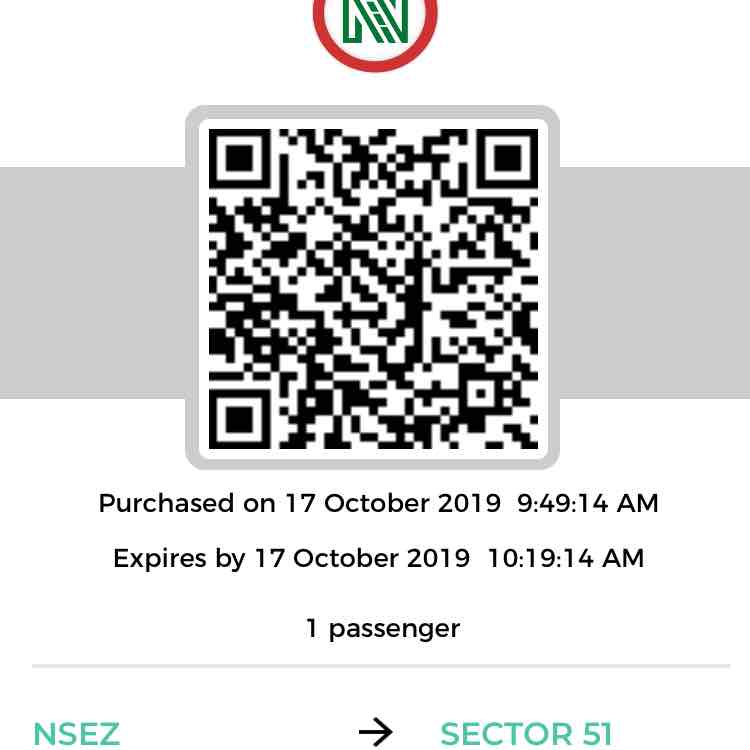 Purchased on 17 October 2019 9:49:14 AM
Expires by 17 October 2019 10:19:14 AM
1 passenger
NSEZ → SECTOR 51